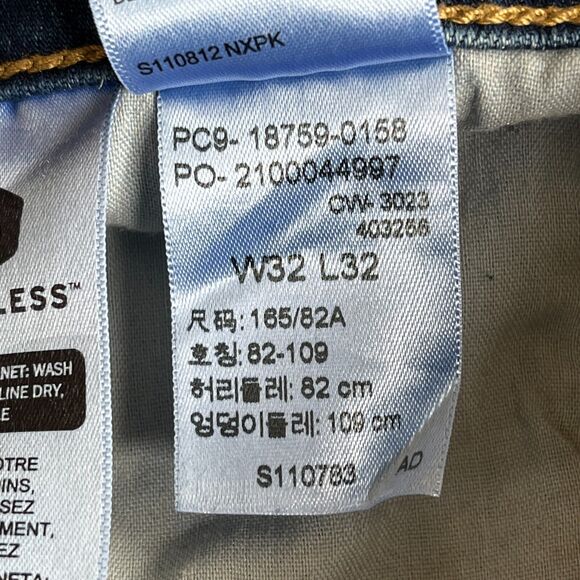 S110812 NXPK
PC9- 18759-0158
PO- 2100044997
CW- 3023
403256
W32 L32
尺码: 165/82A
호칭: 82-109
허리둘레: 82 cm
엉덩이둘레: 109 cm
S110783
AD
LESS™
NET: WASH
LINE DRY,
E
OTRE
INS,
SEZ
MENT,
EZ